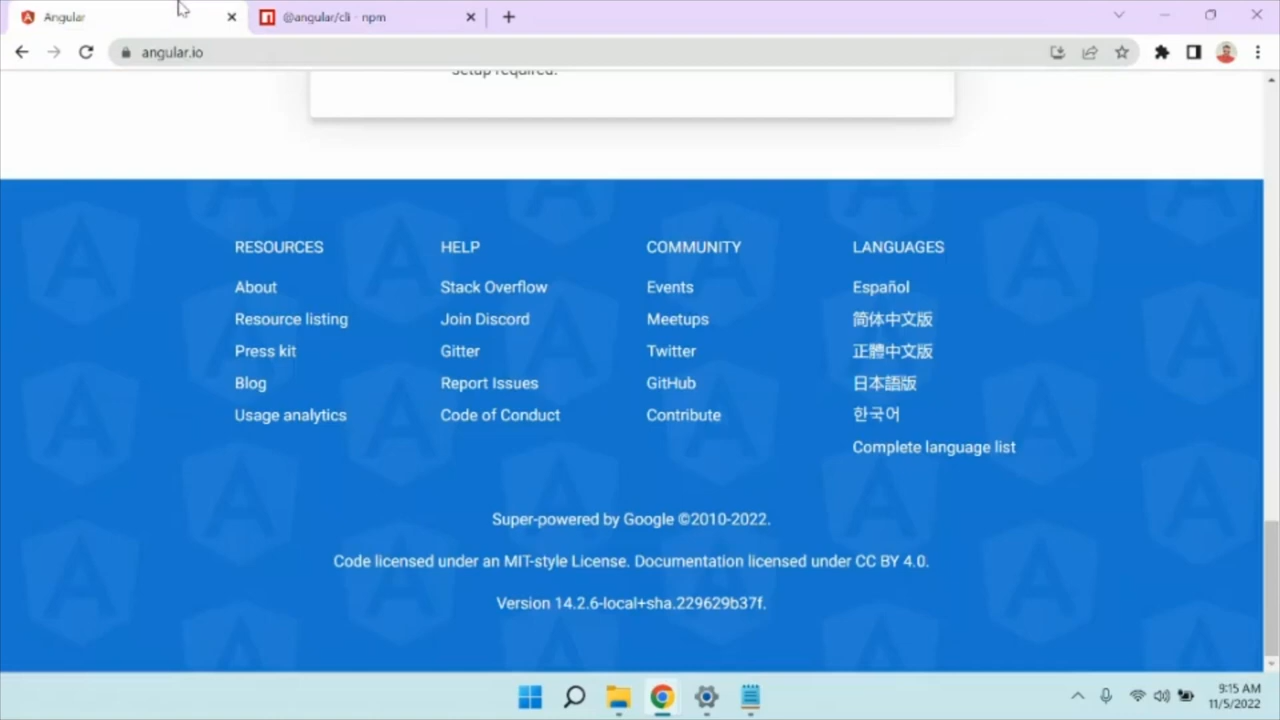 Angular
@angular/cli - npm
angular.io
Setup required.
RESOURCES
About
Resource listing
Press kit
Blog
Usage analytics
HELP
Stack Overflow
Join Discord
Gitter
Report Issues
Code of Conduct
COMMUNITY
Events
Meetups
Twitter
GitHub
Contribute
LANGUAGES
Español
简体中文版
正體中文版
日本語版
한국어
Complete language list
Super-powered by Google ©2010-2022.
Code licensed under an MIT-style License. Documentation licensed under CC BY 4.0.
Version 14.2.6-local+sha.229629b37f.
9:15 AM
11/5/2022